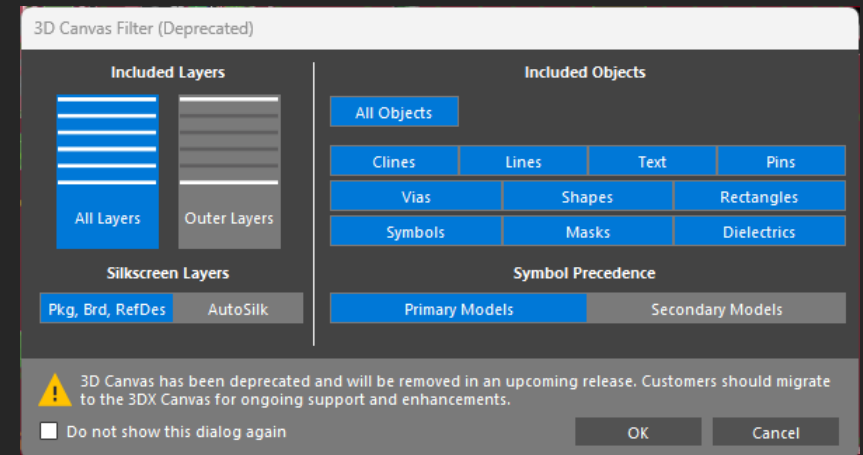 3D Canvas Filter (Deprecated)
Included Layers
All Layers
Outer Layers
Silkscreen Layers
Pkg, Brd, RefDes
AutoSilk
Included Objects
All Objects
Clines
Lines
Text
Pins
Vias
Shapes
Rectangles
Symbols
Masks
Dielectrics
Symbol Precedence
Primary Models
Secondary Models
3D Canvas has been deprecated and will be removed in an upcoming release. Customers should migrate
to the 3DX Canvas for ongoing support and enhancements.
Do not show this dialog again
OK
Cancel